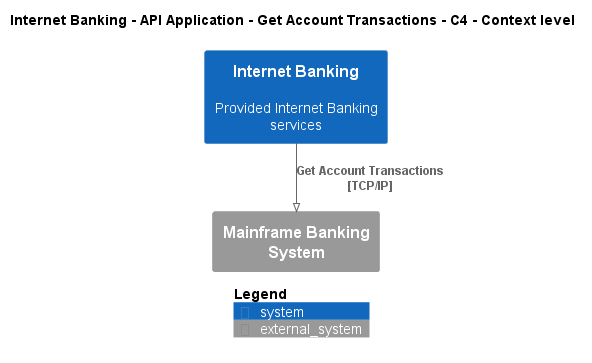 Internet Banking - API Application - Get Account Transactions - C4 - Context level
Internet Banking
Provided Internet Banking
services
Get Account Transactions
[TCP/IP]
Mainframe Banking
System
Legend
system
external_system